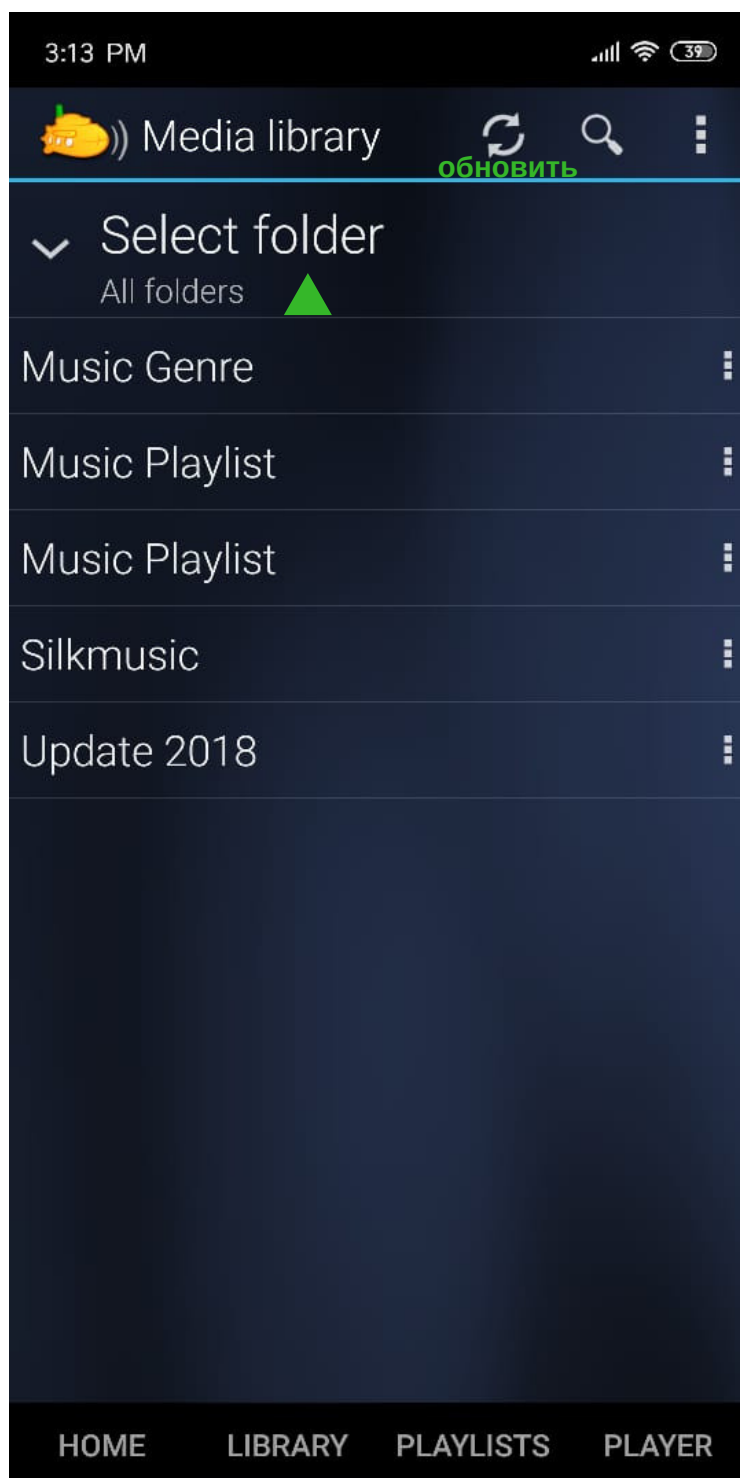 3:13 PM
39
Media library
обновить
Select folder
All folders
Music Genre
Music Playlist
Music Playlist
Silkmusic
Update 2018
HOME LIBRARY PLAYLISTS PLAYER